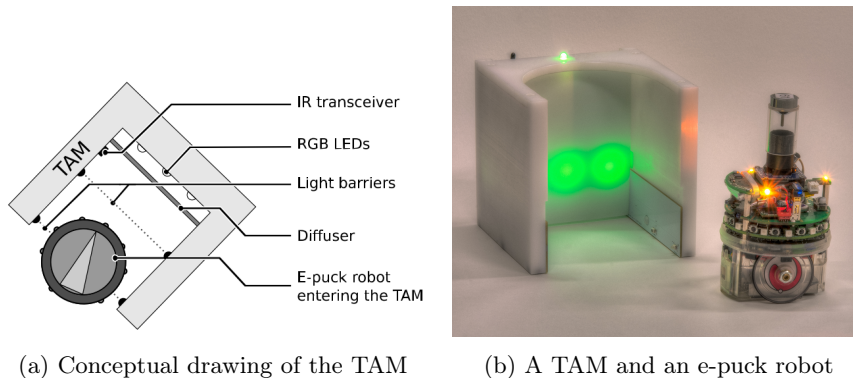 TAM
IR transceiver
RGB LEDs
Light barriers
Diffuser
E-puck robot
entering the TAM
(a) Conceptual drawing of the TAM
(b) A TAM and an e-puck robot